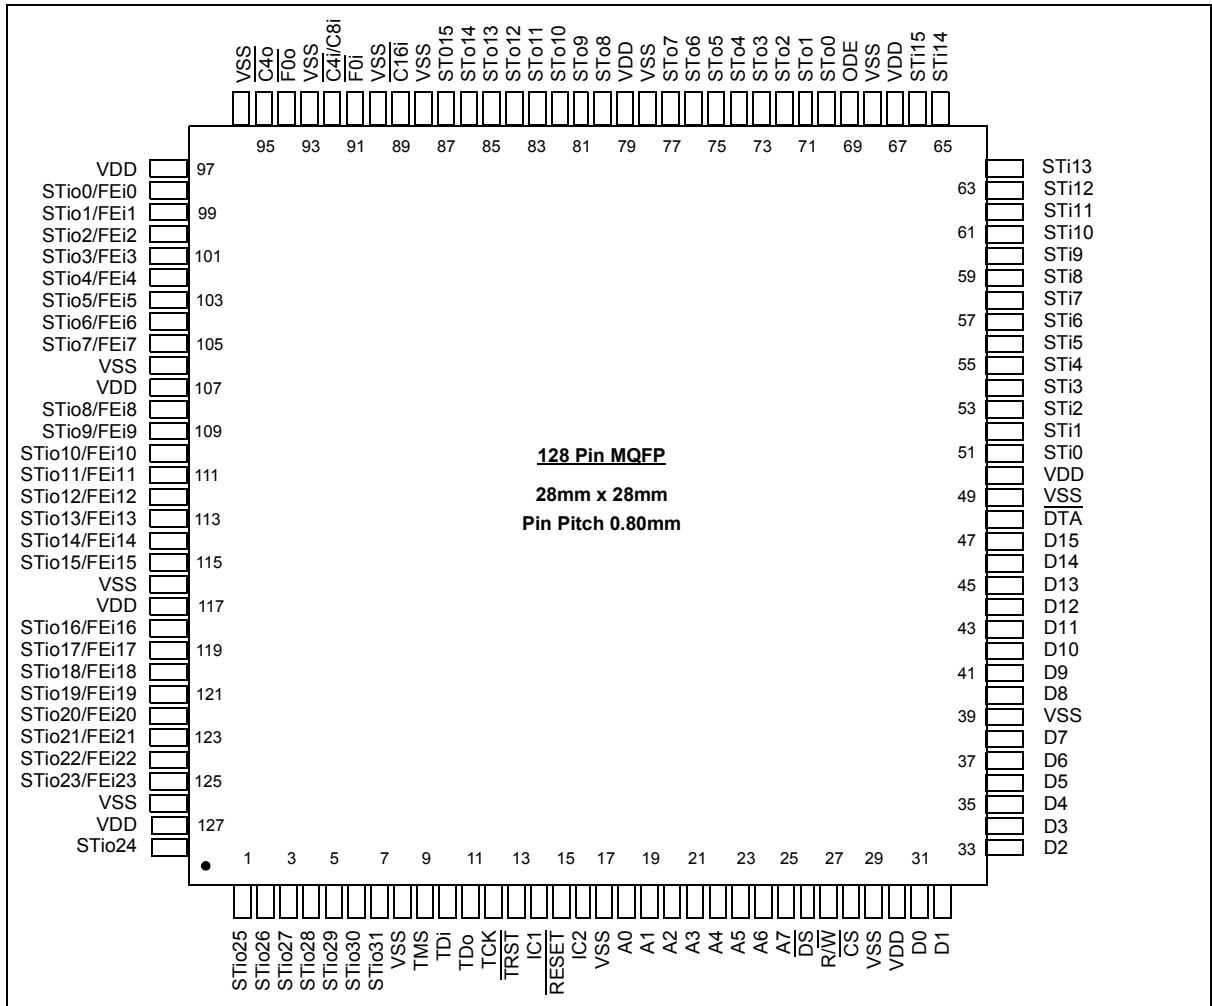 VSS
C4o
F0o
VSS
C4i/C8i
F0i
VSS
C16i
VSS
ST015
STo14
STo13
STo12
STo11
STo10
STo9
STo8
VDD
VSS
STo7
STo6
STo5
STo4
STo3
STo2
STo1
STo0
ODE
VSS
VDD
STi15
STi14
95 93 91 89 87 85 83 81 79 77 75 73 71 69 67 65
VDD 97
STio0/FEi0
STio1/FEi1 99
STio2/FEi2
STio3/FEi3 101
STio4/FEi4
STio5/FEi5 103
STio6/FEi6
STio7/FEi7 105
VSS
VDD 107
STio8/FEi8
STio9/FEi9 109
STio10/FEi10
STio11/FEi11 111
STio12/FEi12
STio13/FEi13 113
STio14/FEi14
STio15/FEi15 115
VSS
VDD 117
STio16/FEi16
STio17/FEi17 119
STio18/FEi18
STio19/FEi19 121
STio20/FEi20
STio21/FEi21 123
STio22/FEi22
STio23/FEi23 125
VSS
VDD 127
STio24
128 Pin MQFP
28mm x 28mm
Pin Pitch 0.80mm
STi13
63 STi12
STi11
61 STi10
STi9
59 STi8
STi7
57 STi6
STi5
55 STi4
STi3
53 STi2
STi1
51 STi0
VDD
49 VSS
DTA
47 D15
D14
45 D13
D12
43 D11
D10
41 D9
D8
39 VSS
D7
37 D6
D5
35 D4
D3
33 D2
1 3 5 7 9 11 13 15 17 19 21 23 25 27 29 31
STio25
STio26
STio27
STio28
STio29
STio30
STio31
VSS
TMS
TDi
TDo
TCK
TRST
IC1
RESET
IC2
VSS
A0
A1
A2
A3
A4
A5
A6
A7
DS
R/W
CS
VSS
VDD
D0
D1